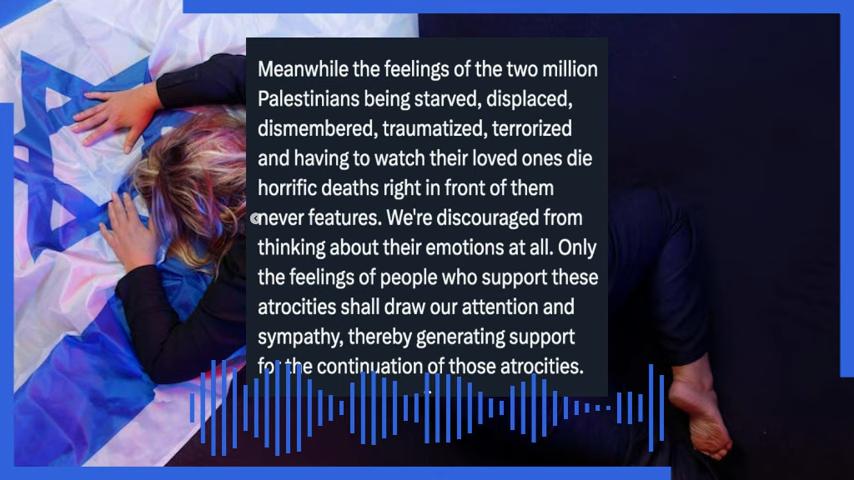 Meanwhile the feelings of the two million
Palestinians being starved, displaced,
dismembered, traumatized, terrorized
and having to watch their loved ones die
horrific deaths right in front of them
never features. We're discouraged from
thinking about their emotions at all. Only
the feelings of people who support these
atrocities shall draw our attention and
sympathy, thereby generating support
for the continuation of those atrocities.